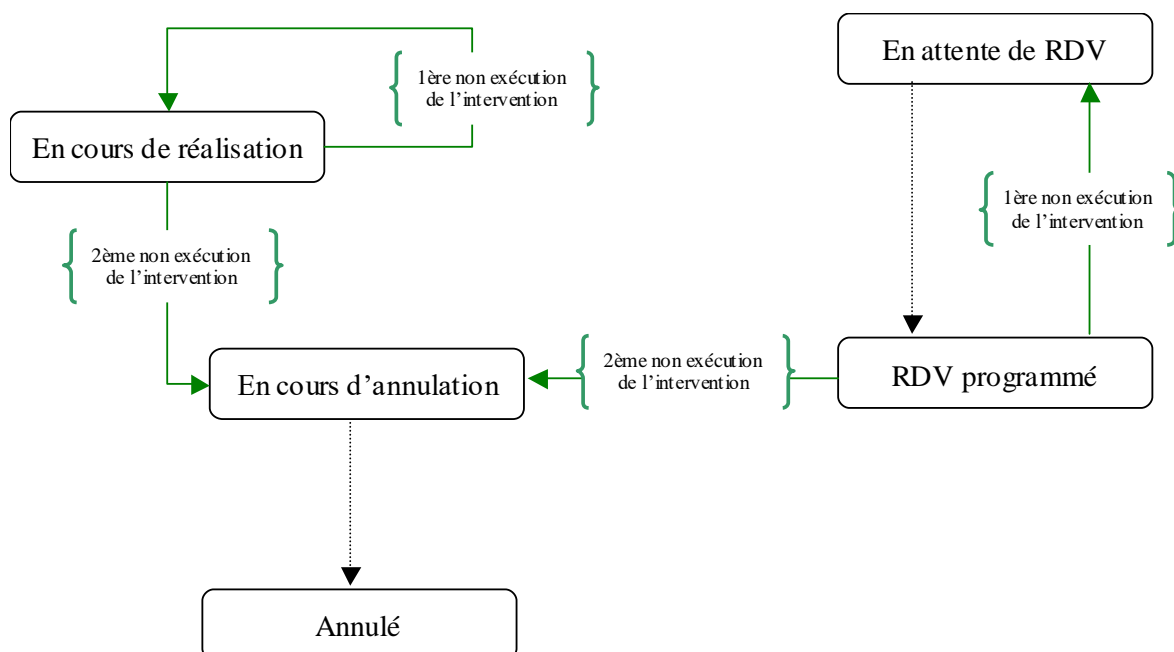 En attente de RDV
1ère non exécution
de l'intervention
En cours de réalisation
1ère non exécution
de l'intervention
2ème non exécution
de l'intervention
2ème non exécution
de l'intervention
En cours d'annulation
RDV programmé
Annulé